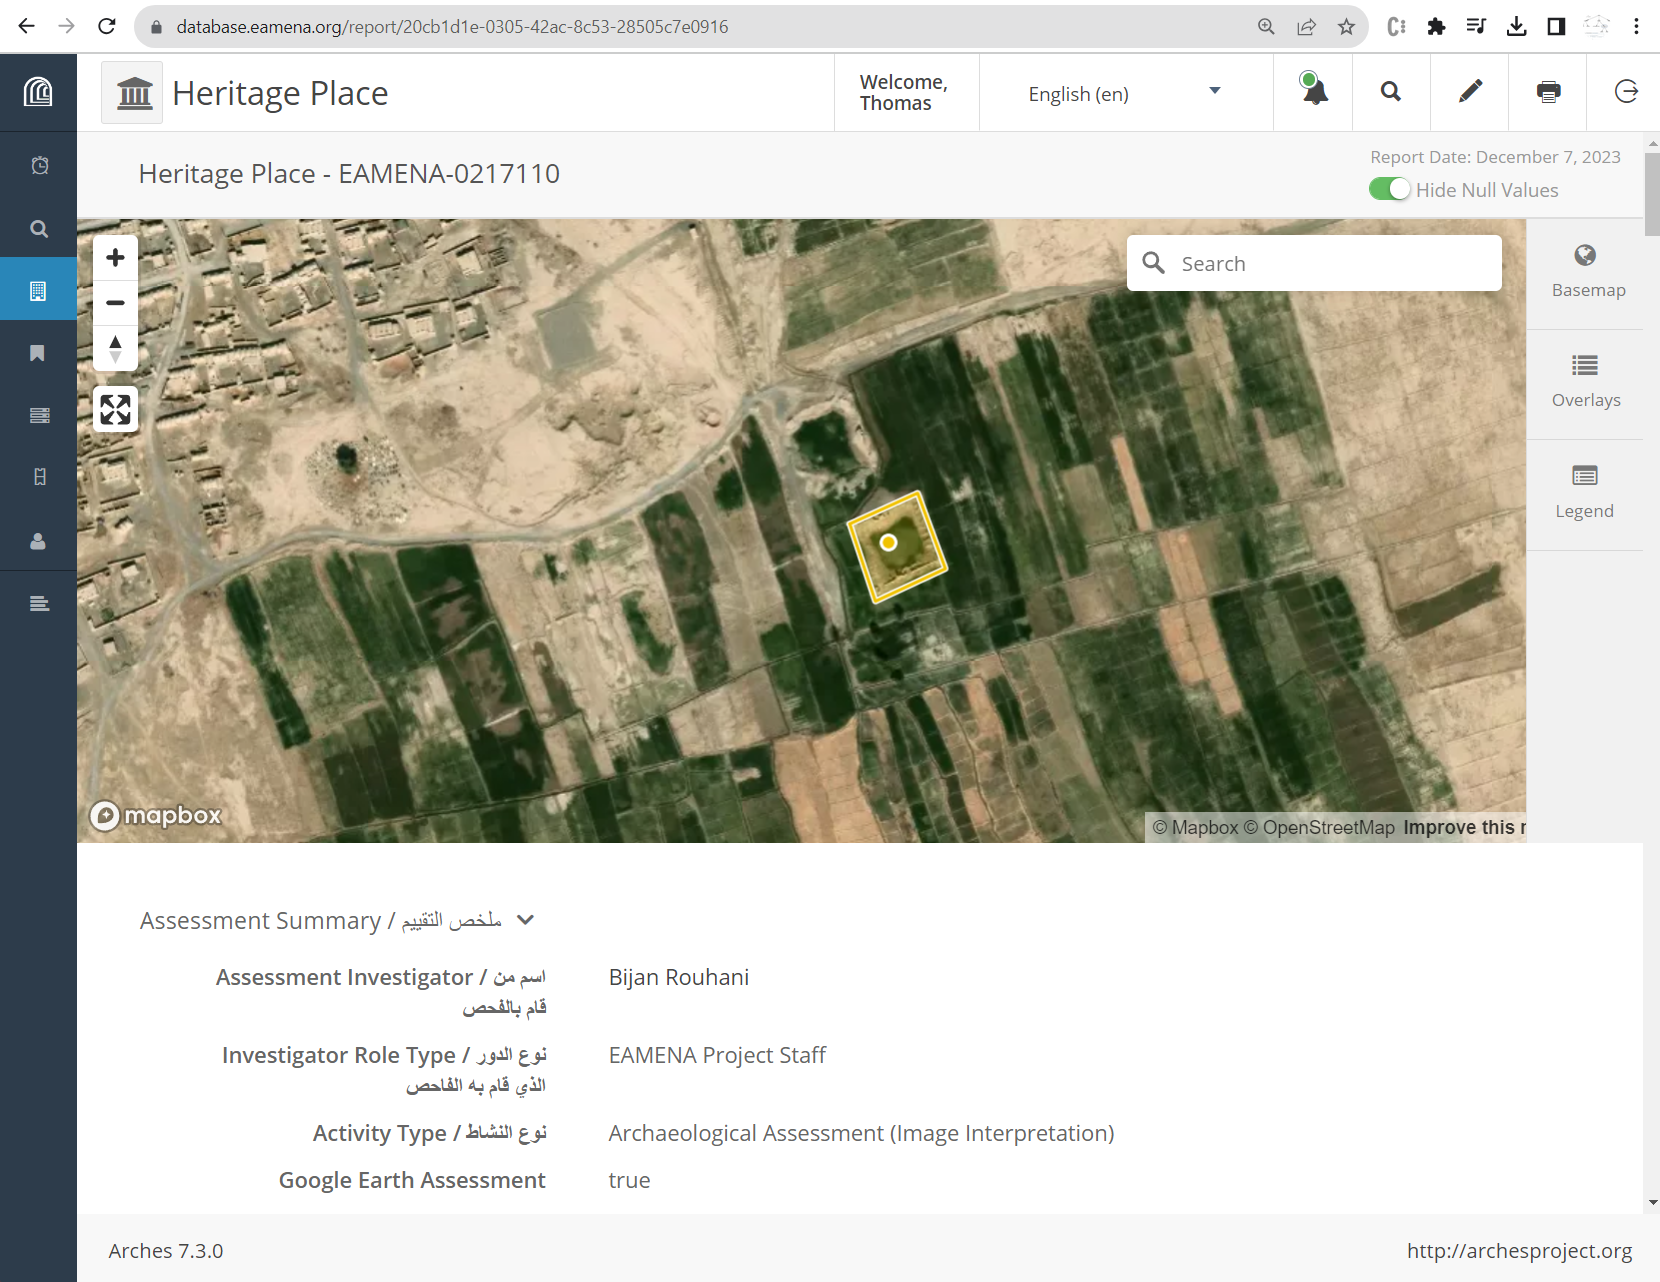 database.eamena.org/report/20cb1d1e-0305-42ac-8c53-28505c7e0916
Heritage Place
Welcome,
Thomas
English (en)
Heritage Place - EAMENA-0217110
Report Date: December 7, 2023
Hide Null Values
Search
Basemap
Overlays
Legend
mapbox
© Mapbox © OpenStreetMap Improve this r
Assessment Summary / ملخص التقييم
Assessment Investigator / اسم من
قام بالفحص
Bijan Rouhani
Investigator Role Type / نوع الدور
الذي قام به الفاحص
EAMENA Project Staff
Activity Type / نوع النشاط
Archaeological Assessment (Image Interpretation)
Google Earth Assessment
true
Arches 7.3.0
http://archesproject.org